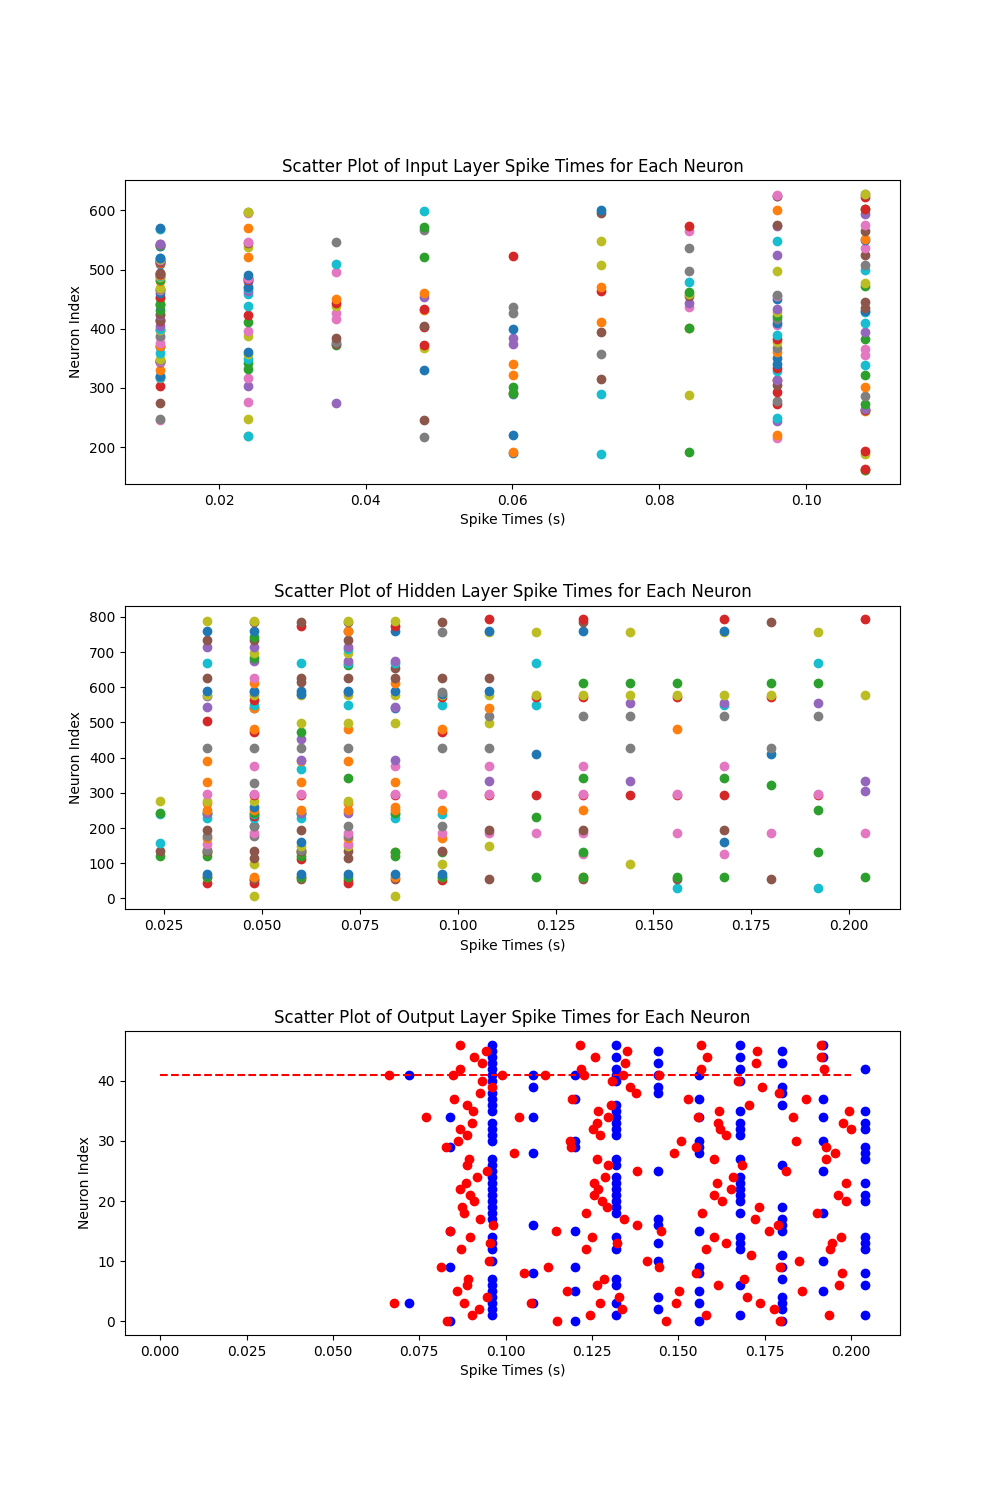 Scatter Plot of Input Layer Spike Times for Each Neuron
600
500
400
300
200
Neuron Index
0.02 0.04 0.06 0.08 0.10
Spike Times (s)
Scatter Plot of Hidden Layer Spike Times for Each Neuron
800
700
600
500
400
300
200
100
0
Neuron Index
0.025 0.050 0.075 0.100 0.125 0.150 0.175 0.200
Spike Times (s)
Scatter Plot of Output Layer Spike Times for Each Neuron
40
30
20
10
0
Neuron Index
0.000 0.025 0.050 0.075 0.100 0.125 0.150 0.175 0.200
Spike Times (s)